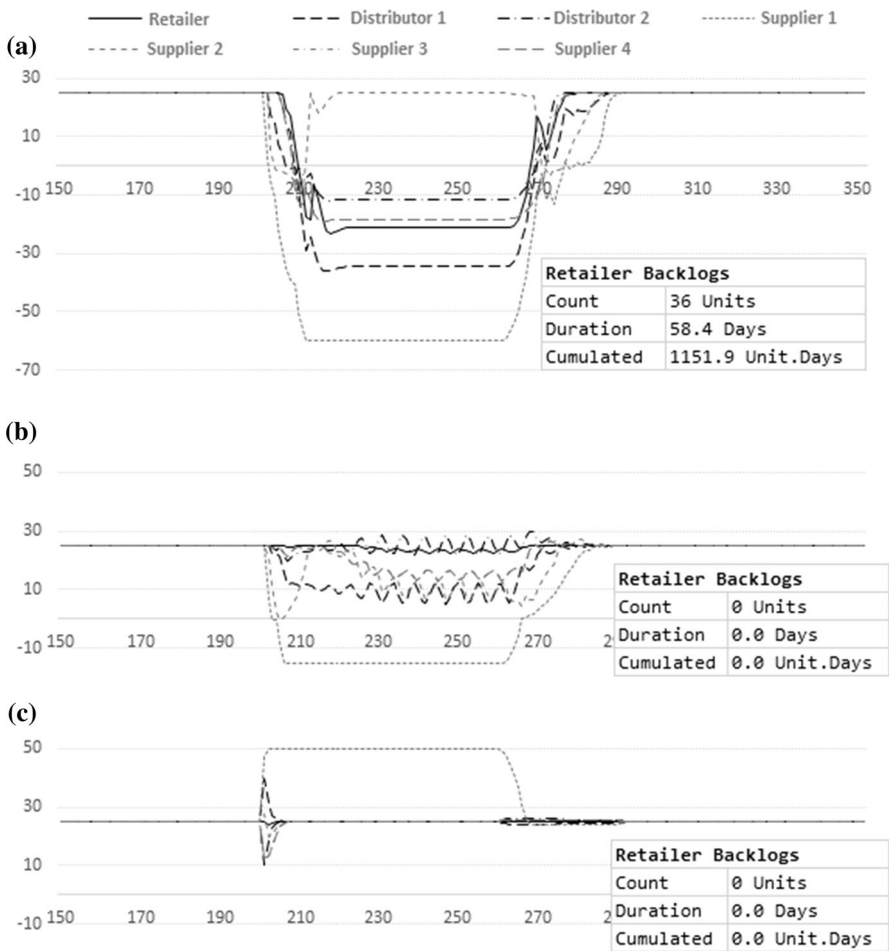 Retailer Distributor 1 Distributor 2 Supplier 1
(a) Supplier 2 Supplier 3 Supplier 4
30
10
-10 150 170 190 210 230 250 270 290 310 330 350
-30
-50
-70
Retailer Backlogs
Count 36 Units
Duration 58.4 Days
Cumulated 1151.9 Unit.Days
(b)
50
30
10
-10 150 170 190 210 230 250 270
Retailer Backlogs
Count 0 Units
Duration 0.0 Days
Cumulated 0.0 Unit.Days
(c)
50
30
10
-10 150 170 190 210 230 250 270
Retailer Backlogs
Count 0 Units
Duration 0.0 Days
Cumulated 0.0 Unit.Days